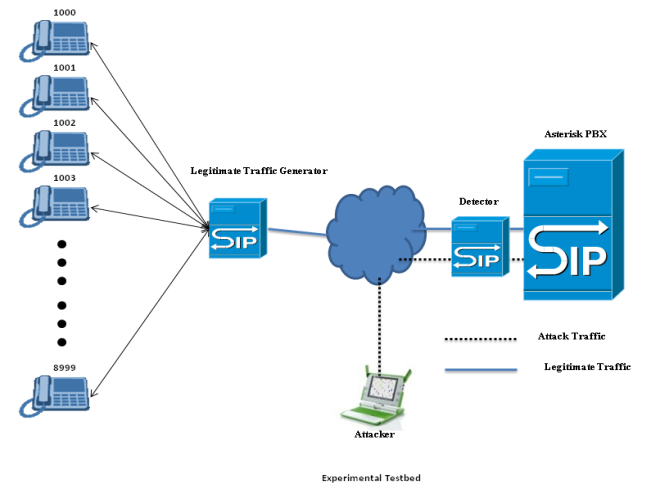 1000
1001
1002
1003
8999
Legitimate Traffic Generator
SIP
Detector
SIP
Asterisk PBX
SIP
Attack Traffic
Legitimate Traffic
Attacker
Experimental Testbed